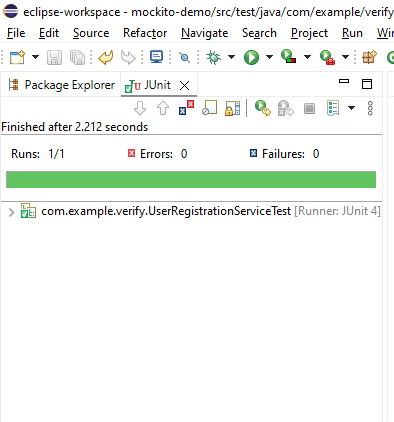 eclipse-workspace - mockito-demo/src/test/java/com/example/verify
File Edit Source Refactor Navigate Search Project Run
Package Explorer JUnit
Finished after 2.212 seconds
Runs: 1/1 Errors: 0 Failures: 0
com.example.verify.UserRegistrationServiceTest [Runner: JUnit 4]